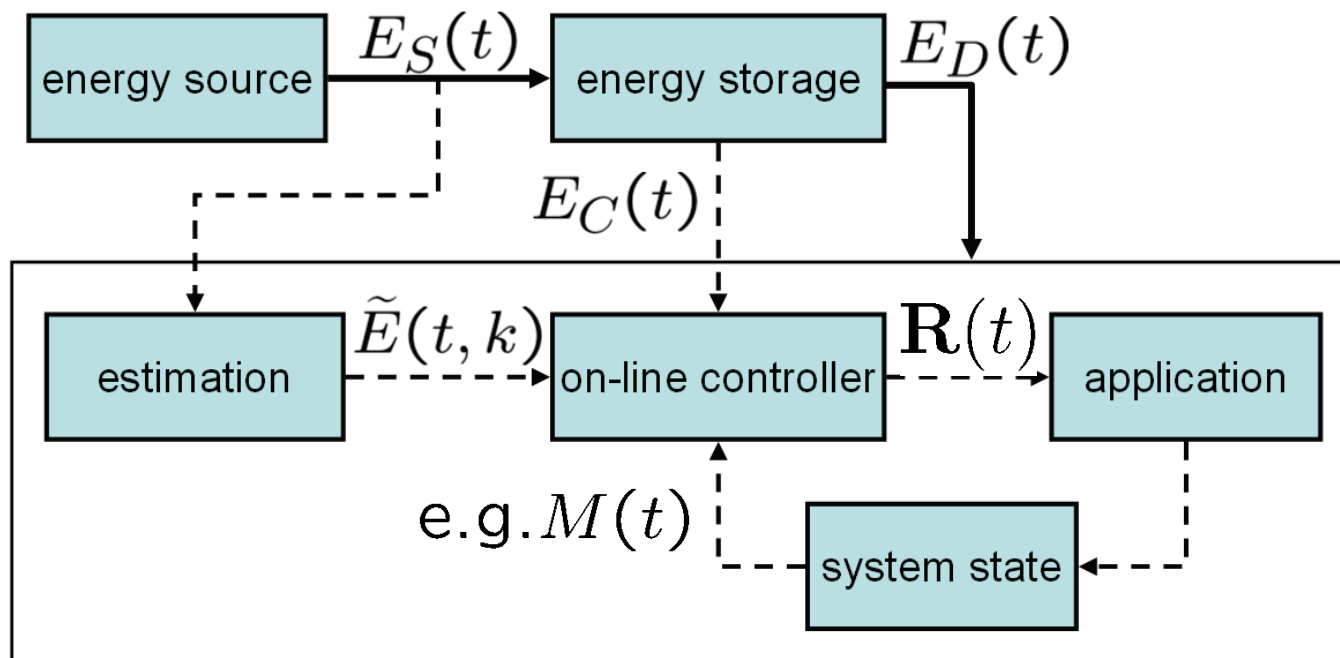 energy source
E_S(t)
energy storage
E_D(t)
E_C(t)
estimation
Ẽ(t, k)
on-line controller
R(t)
application
e.g. M(t)
system state